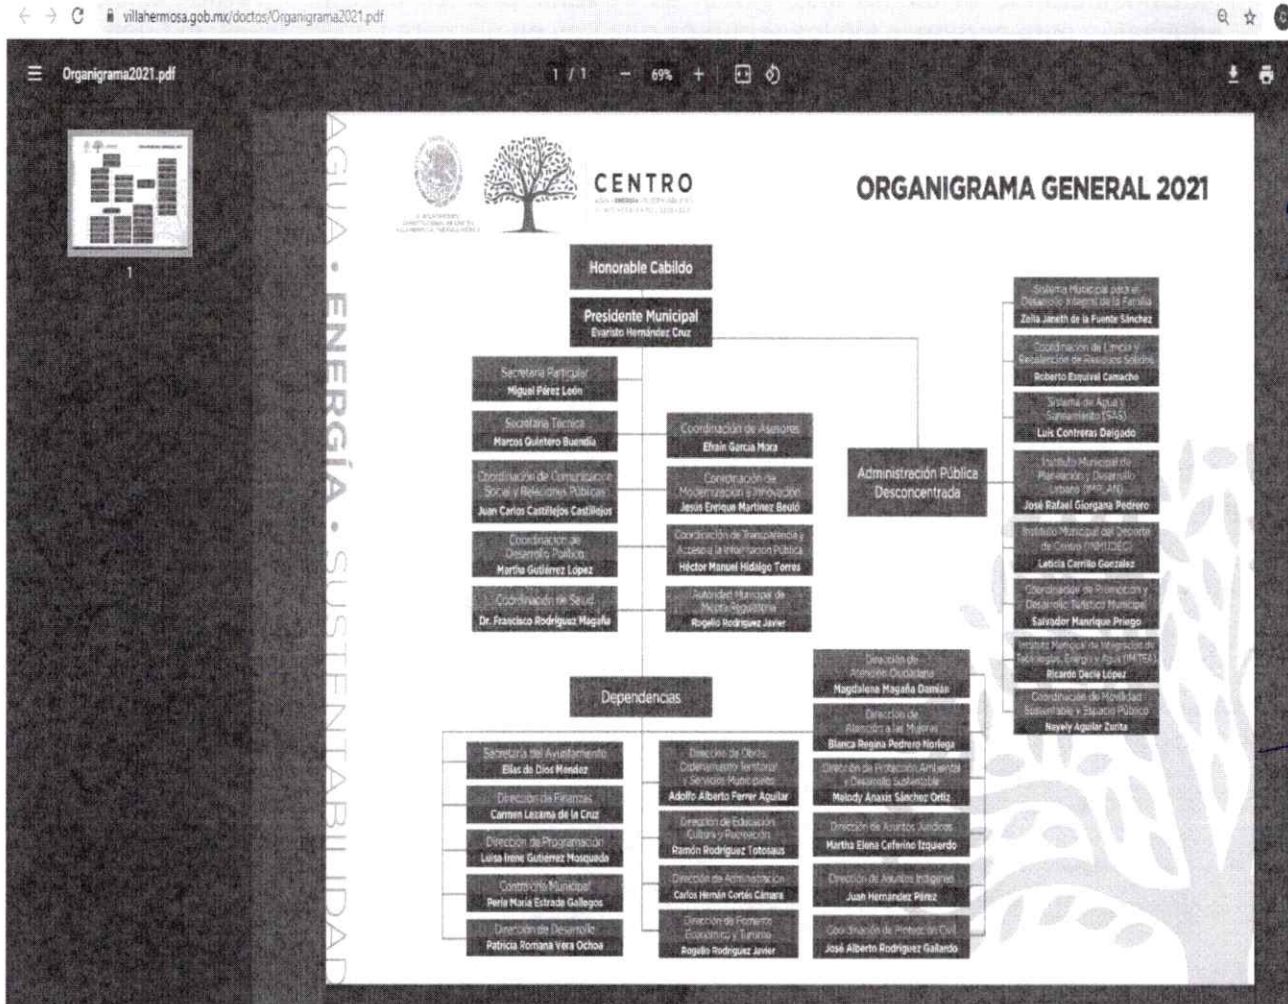 villahermosa.gob.mx/doctos/Organigrama2021.pdf
Organigrama2021.pdf
1 / 1
69%
1
AGUA • ENERGÍA • SUSTENTABILIDAD
CENTRO
ORGANIGRAMA GENERAL 2021
Honorable Cabildo
Presidente Municipal
Evaristo Hernández Cruz
Secretaría Particular
Miguel Pérez León
Secretaría Técnica
Marcos Quintero Buendía
Coordinación de Comunicación
Social y Relaciones Públicas
Juan Carlos Castillejos Castillejos
Coordinación de
Desarrollo Político
Martha Gutiérrez López
Coordinación de Salud
Dr. Francisco Rodríguez Magaña
Coordinación de Asesores
Efraín García Mora
Coordinación de
Modernización e Innovación
Jesús Enrique Martínez Beuló
Coordinación de Transparencia y
Acceso a la Información Pública
Héctor Manuel Hidalgo Torres
Autoridad Municipal de
Mejora Regulatoria
Rogelio Rodríguez Javier
Administración Pública
Desconcentrada
Sistema Municipal para el
Desarrollo Integral de la Familia
Zoila Janeth de la Fuente Sánchez
Coordinación de Limpia y
Recolección de Residuos Sólidos
Roberto Esquivel Camacho
Sistema de Agua y
Saneamiento (SAS)
Luis Contreras Delgado
Instituto Municipal de
Planeación y Desarrollo
Urbano (IMPLAN)
José Rafael Giorgana Pedrero
Instituto Municipal del Deporte
de Centro (INMUDEC)
Leticia Carrillo González
Coordinación de Promoción y
Desarrollo Turístico Municipal
Salvador Manrique Priego
Instituto Municipal de Integración de
Tecnologías, Energía y Agua (IMITEA)
Ricardo Decle López
Coordinación de Movilidad
Sustentable y Espacio Público
Nayely Aguilar Zurita
Dependencias
Secretaría del Ayuntamiento
Elías de Dios Mendez
Dirección de Finanzas
Carmen Lezama de la Cruz
Dirección de Programación
Luisa Irene Gutiérrez Mosqueda
Contraloría Municipal
Perla María Estrada Gallegos
Dirección de Desarrollo
Patricia Romana Vera Ochoa
Dirección de Obras,
Ordenamiento Territorial
y Servicios Municipales
Adolfo Alberto Ferrer Aguilar
Dirección de Educación,
Cultura y Recreación
Ramón Rodríguez Totosaus
Dirección de Administración
Carlos Hernán Cortés Cámara
Dirección de Fomento
Económico y Turismo
Rogelio Rodríguez Javier
Dirección de
Atención Ciudadana
Magdalena Magaña Damián
Dirección de
Atención a las Mujeres
Blanca Regina Pedrero Noriega
Dirección de Protección Ambiental
y Desarrollo Sustentable
Melody Anaxis Sánchez Ortiz
Dirección de Asuntos Jurídicos
Martha Elena Ceferino Izquierdo
Dirección de Asuntos Indígenas
Juan Hernández Pérez
Coordinación de Protección Civil
José Alberto Rodríguez Gallardo